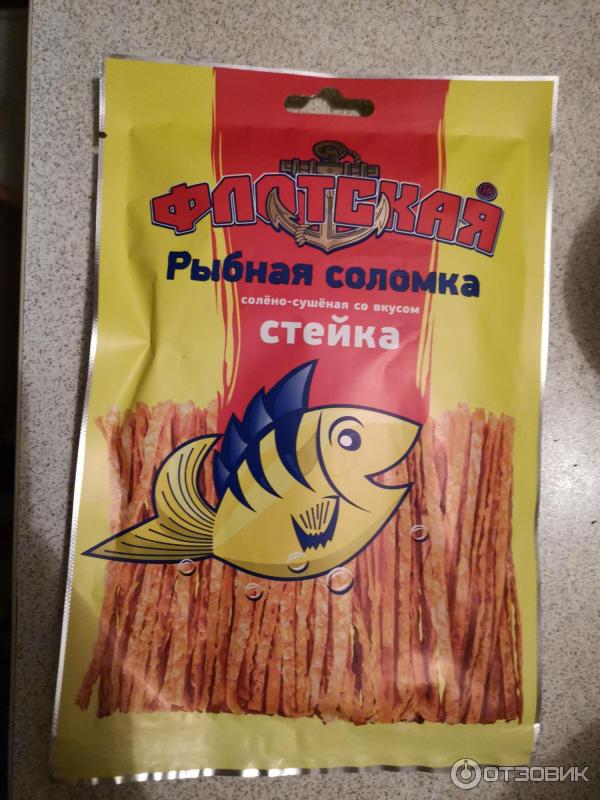 ФЛОТСКАЯ ®
Рыбная соломка
солёно-сушёная со вкусом
стейка
ОТЗОВИК